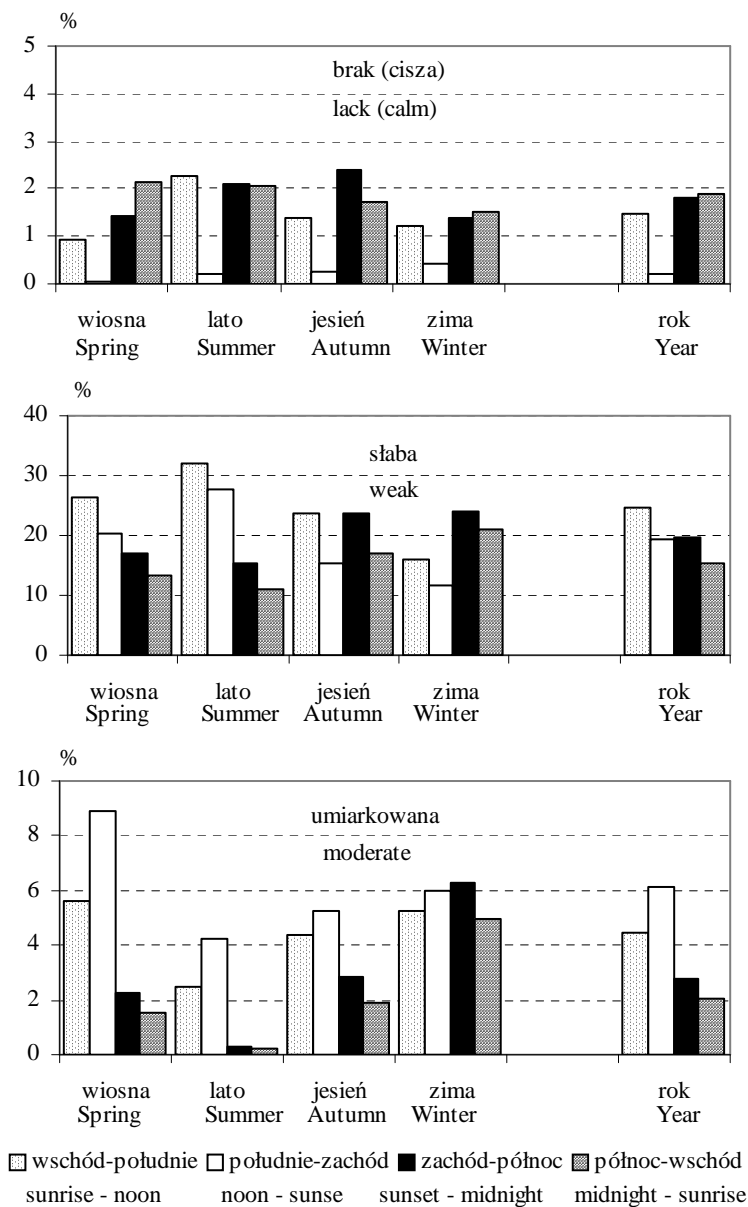 %
5
brak (cisza)
4
lack (calm)
3
2
1
0
wiosna lato jesień zima rok
Spring Summer Autumn Winter Year
%
40
słaba
30
weak
20
10
0
wiosna lato jesień zima rok
Spring Summer Autumn Winter Year
%
10
umiarkowana
8
moderate
6
4
2
0
wiosna lato jesień zima rok
Spring Summer Autumn Winter Year
wschód-południe południe-zachód zachód-północ północ-wschód
sunrise - noon noon - sunse sunset - midnight midnight - sunrise